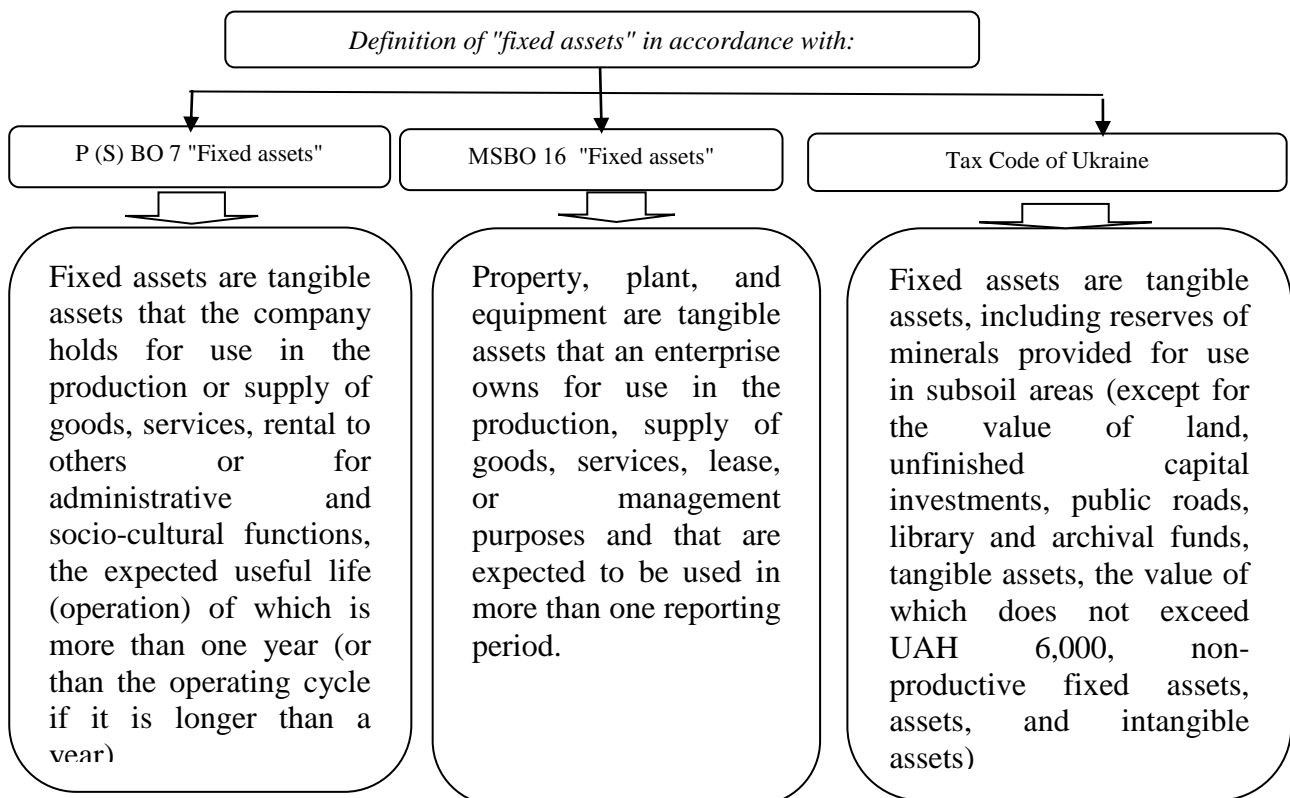 Definition of "fixed assets" in accordance with:
P (S) BO 7 "Fixed assets"
MSBO 16 "Fixed assets"
Tax Code of Ukraine
Fixed assets are tangible
assets that the company
holds for use in the
production or supply of
goods, services, rental to
others or for
administrative and
socio-cultural functions,
the expected useful life
(operation) of which is
more than one year (or
than the operating cycle
if it is longer than a
year)
Property, plant, and
equipment are tangible
assets that an enterprise
owns for use in the
production, supply of
goods, services, lease,
or management
purposes and that are
expected to be used in
more than one reporting
period.
Fixed assets are tangible
assets, including reserves of
minerals provided for use
in subsoil areas (except for
the value of land,
unfinished capital
investments, public roads,
library and archival funds,
tangible assets, the value of
which does not exceed
UAH 6,000, non-
productive fixed assets,
assets, and intangible
assets)